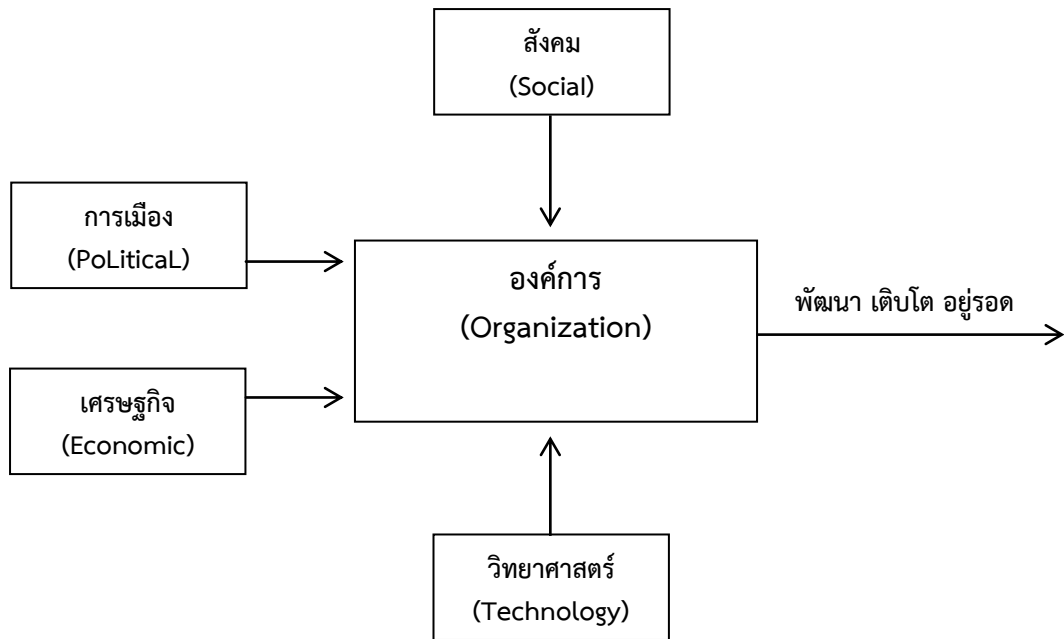 สังคม
(Social)
การเมือง
(PoLiticaL)
องค์การ
(Organization)
พัฒนา เติบโต อยู่รอด
เศรษฐกิจ
(Economic)
วิทยาศาสตร์
(Technology)